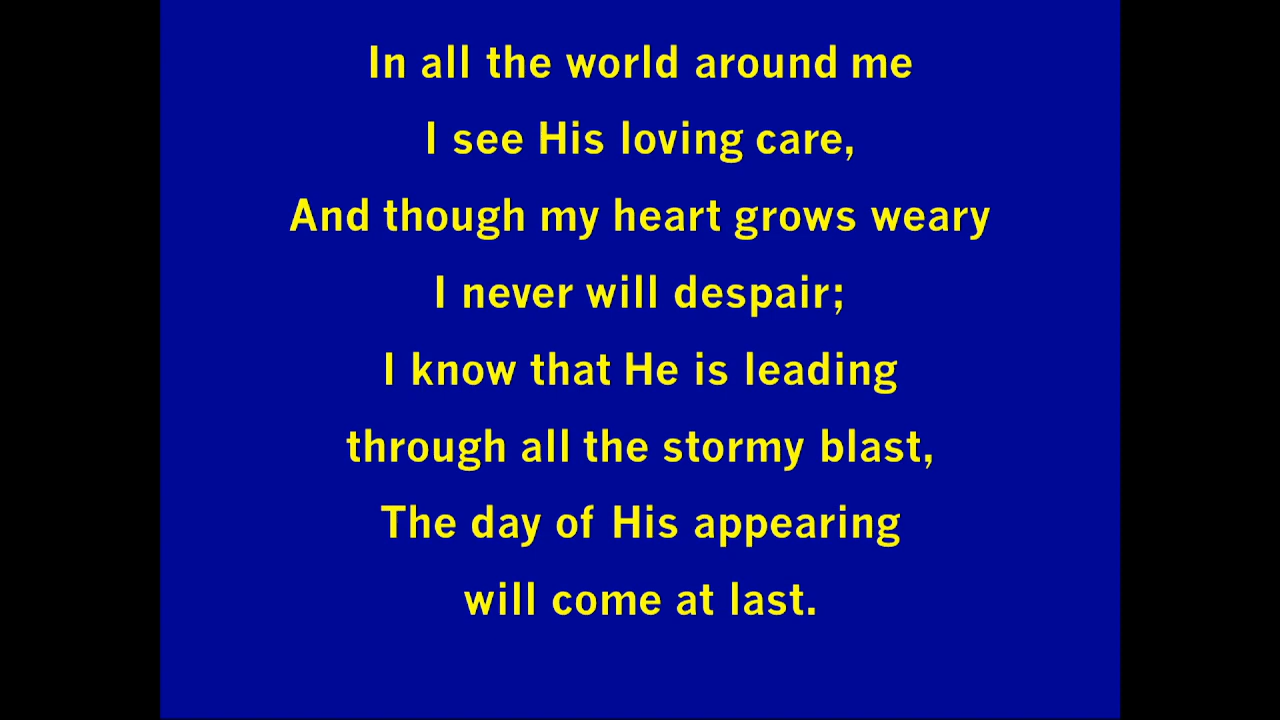 In all the world around me
I see His loving care,
And though my heart grows weary
I never will despair;
I know that He is leading
through all the stormy blast,
The day of His appearing
will come at last.